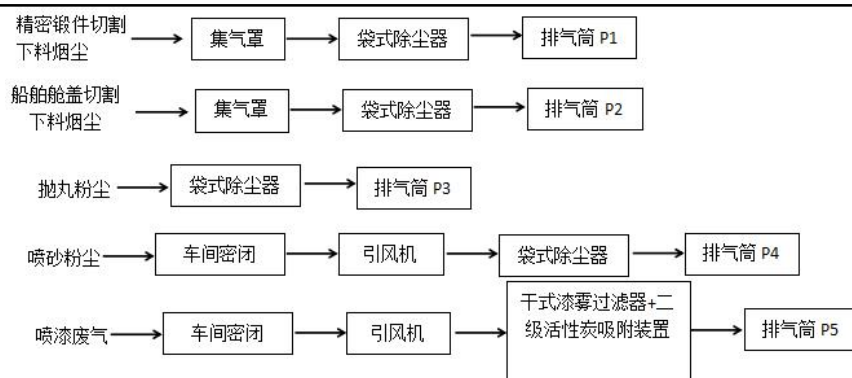 精密锻件切割
下料烟尘
集气罩
袋式除尘器
排气筒 P1
船舶舱盖切割
下料烟尘
集气罩
袋式除尘器
排气筒 P2
抛丸粉尘
袋式除尘器
排气筒 P3
喷砂粉尘
车间密闭
引风机
袋式除尘器
排气筒 P4
喷漆废气
车间密闭
引风机
干式漆雾过滤器+二
级活性炭吸附装置
排气筒 P5